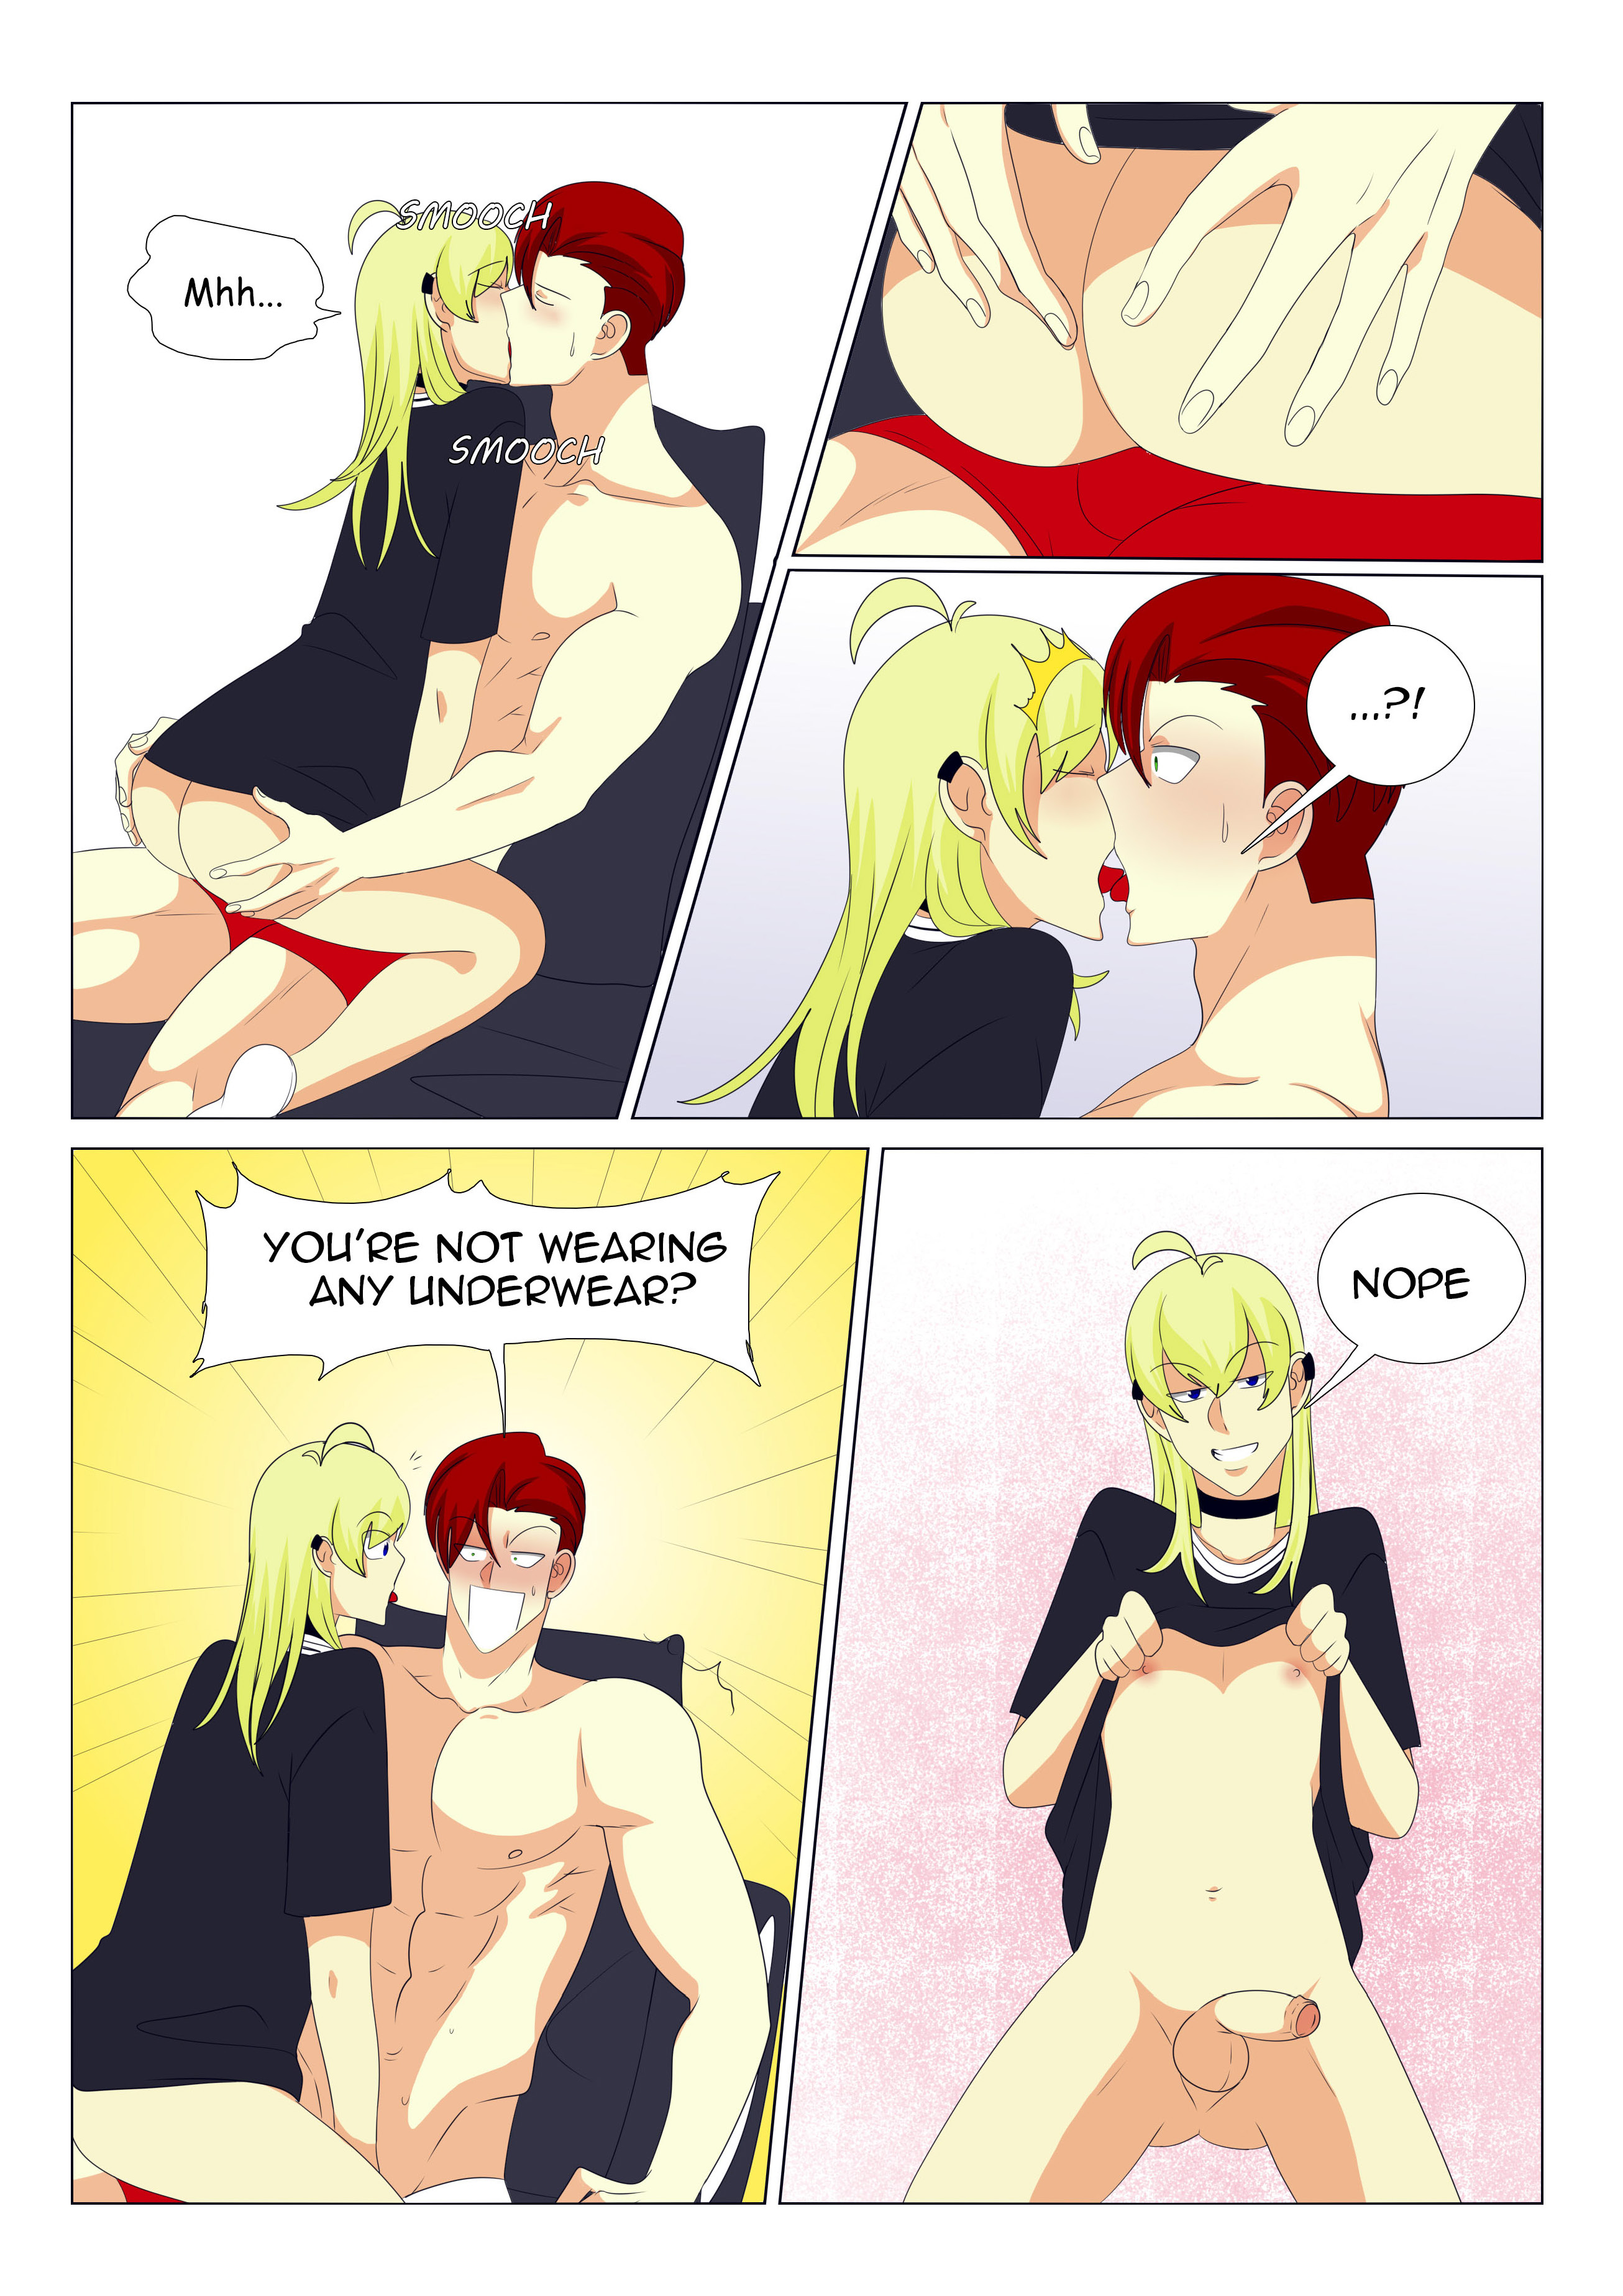 SMOOCH
Mhh...
SMOOCH
...?!
YOU'RE NOT WEARING
ANY UNDERWEAR?
NOPE